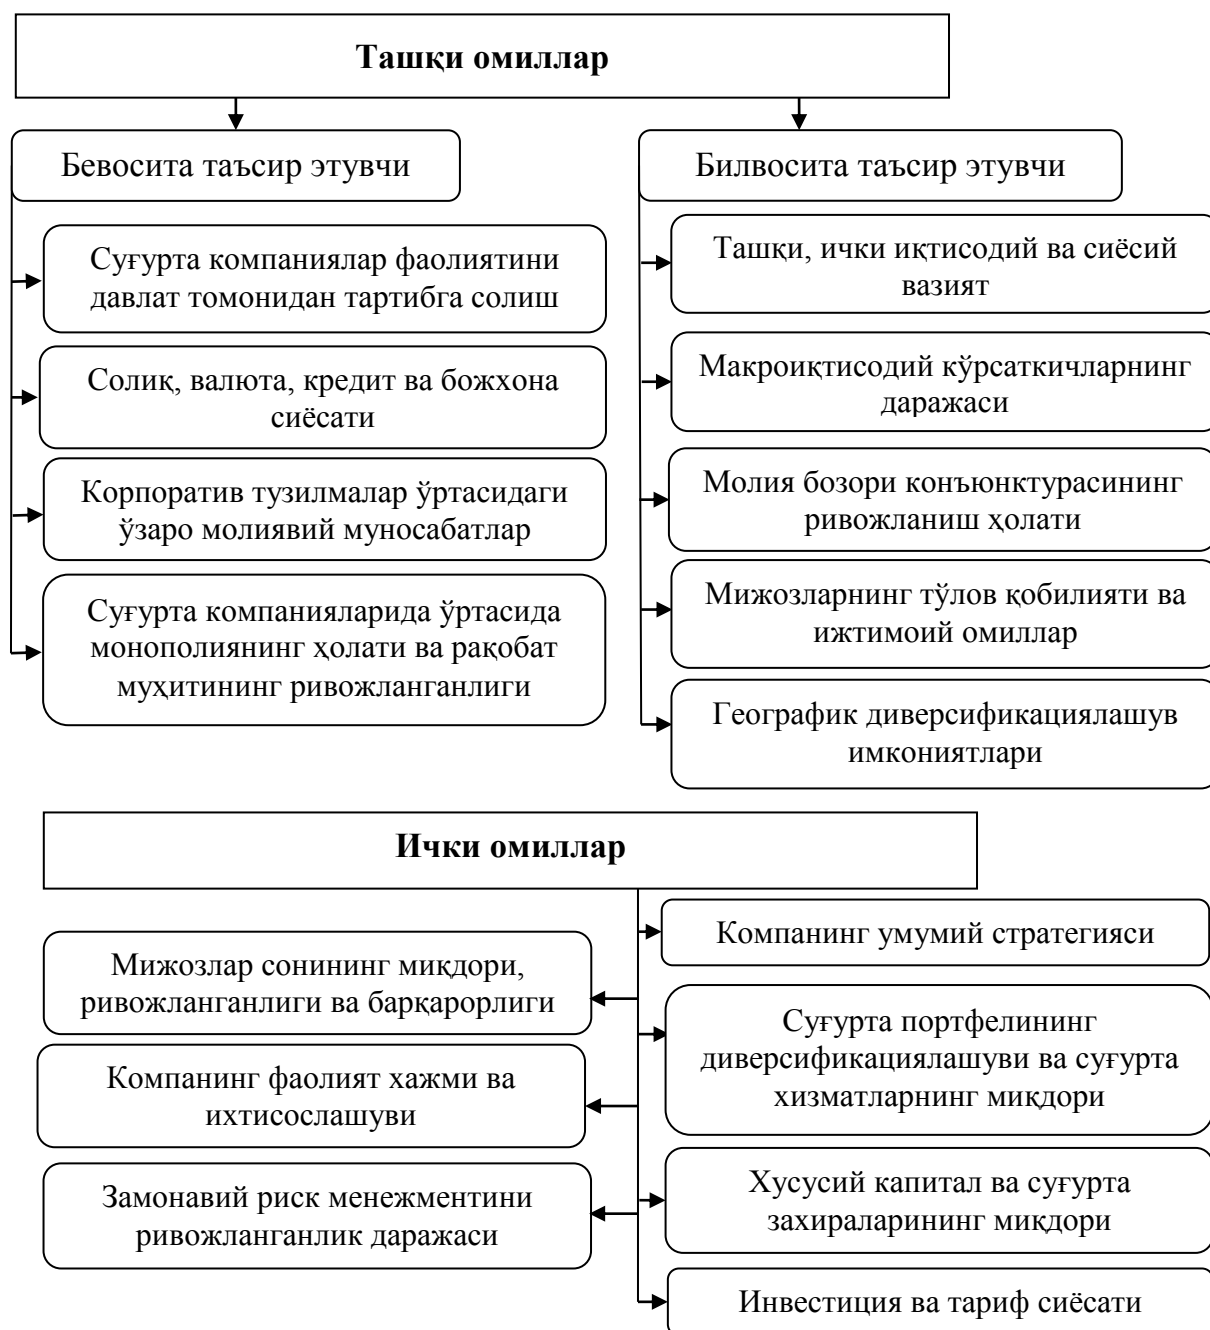 Ташқи омиллар
Бевосита таъсир этувчи
Суғурта компаниялар фаолиятини
давлат томонидан тартибга солиш
Солиқ, валюта, кредит ва божхона
сиёсати
Корпоратив тузилмалар ўртасидаги
ўзаро молиявий муносабатлар
Суғурта компанияларида ўртасида
монополиянинг ҳолати ва рақобат
муҳитининг ривожланганлиги
Билвосита таъсир этувчи
Ташқи, ички иқтисодий ва сиёсий
вазият
Макроиқтисодий кўрсаткичларнинг
даражаси
Молия бозори конъюнктурасининг
ривожланиш ҳолати
Мижозларнинг тўлов қобилияти ва
ижтимоий омиллар
Географик диверсификациялашув
имкониятлари
Ички омиллар
Мижозлар сонининг миқдори,
ривожланганлиги ва барқарорлиги
Компанинг фаолият хажми ва
ихтисослашуви
Замонавий риск менежментини
ривожланганлик даражаси
Компанинг умумий стратегияси
Суғурта портфелининг
диверсификациялашуви ва суғурта
хизматларнинг миқдори
Хусусий капитал ва суғурта
захираларининг миқдори
Инвестиция ва тариф сиёсати